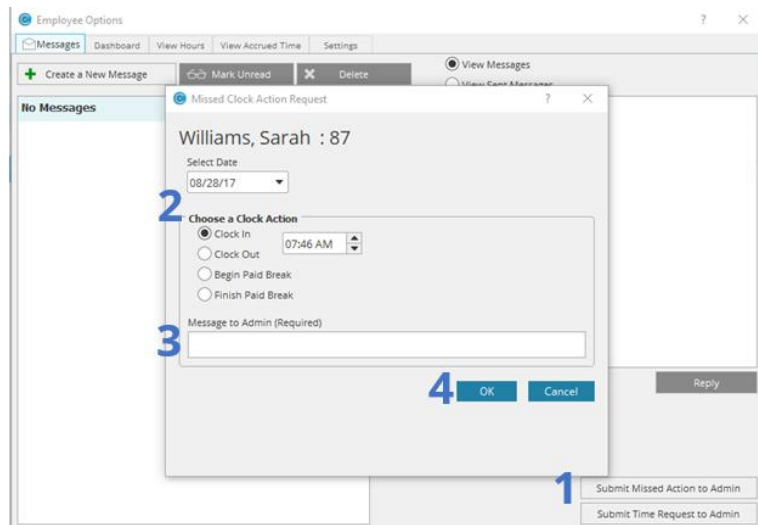 Employee Options
? ×
Messages Dashboard View Hours View Accrued Time Settings
+ Create a New Message Mark Unread Delete
View Messages
View Sent Messages
No Messages
Missed Clock Action Request
? ×
Williams, Sarah : 87
Select Date
08/28/17
2
Choose a Clock Action
Clock In
07:46 AM
Clock Out
Begin Paid Break
Finish Paid Break
Message to Admin (Required)
3
4 OK Cancel
Reply
1
Submit Missed Action to Admin
Submit Time Request to Admin